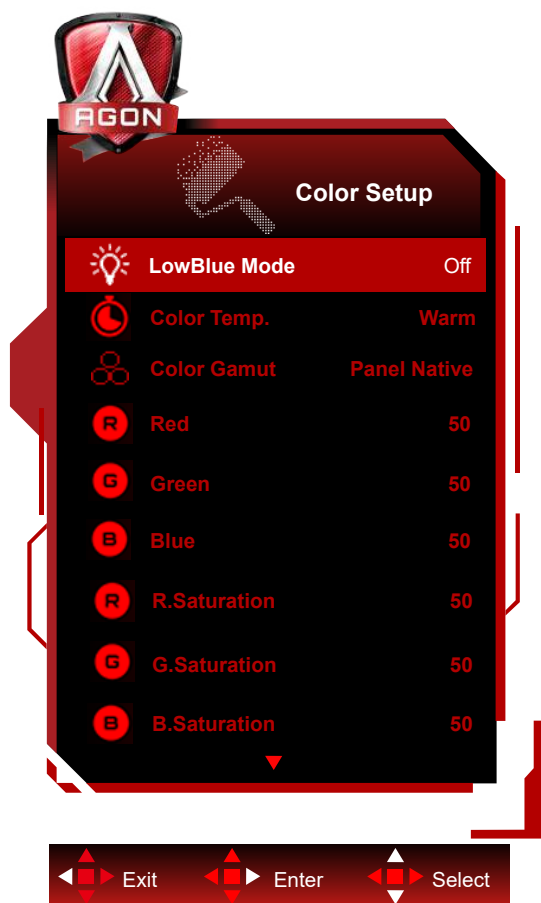 AGON
Color Setup
LowBlue Mode Off
Color Temp. Warm
Color Gamut Panel Native
R Red 50
G Green 50
B Blue 50
R R.Saturation 50
G G.Saturation 50
B B.Saturation 50
Exit Enter Select